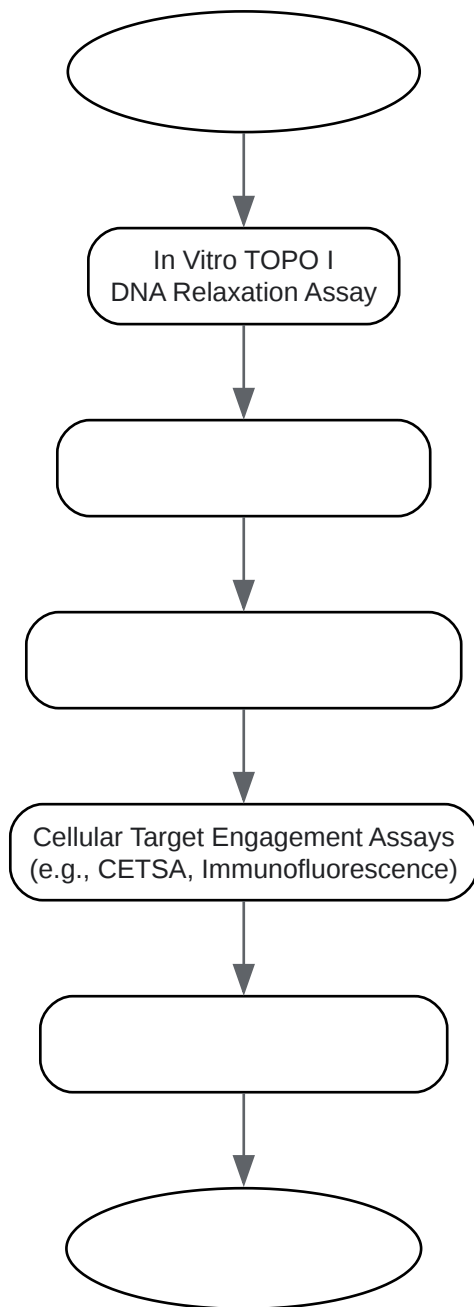 In Vitro TOPO I
DNA Relaxation Assay
Cellular Target Engagement Assays
(e.g., CETSA, Immunofluorescence)